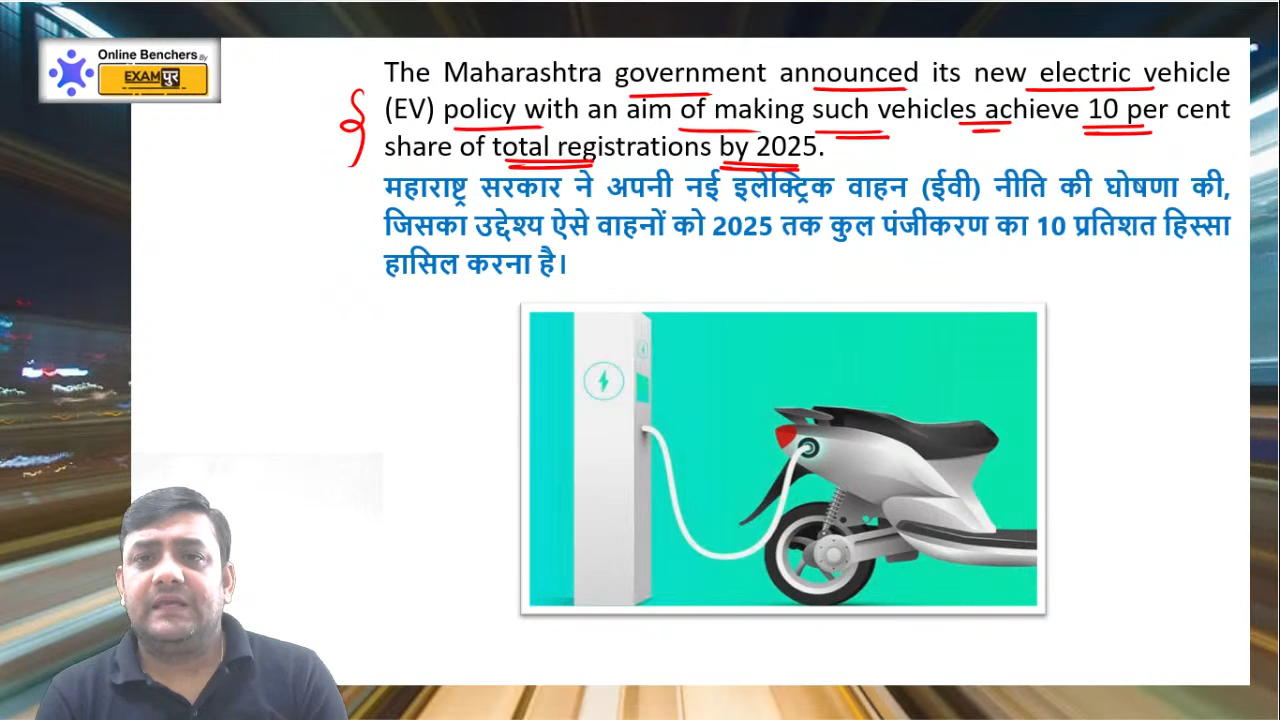 Online Benchers By
EXAMपुर
The Maharashtra government announced its new electric vehicle
(EV) policy with an aim of making such vehicles achieve 10 per cent
share of total registrations by 2025.
महाराष्ट्र सरकार ने अपनी नई इलेक्ट्रिक वाहन (ईवी) नीति की घोषणा की,
जिसका उद्देश्य ऐसे वाहनों को 2025 तक कुल पंजीकरण का 10 प्रतिशत हिस्सा
हासिल करना है।